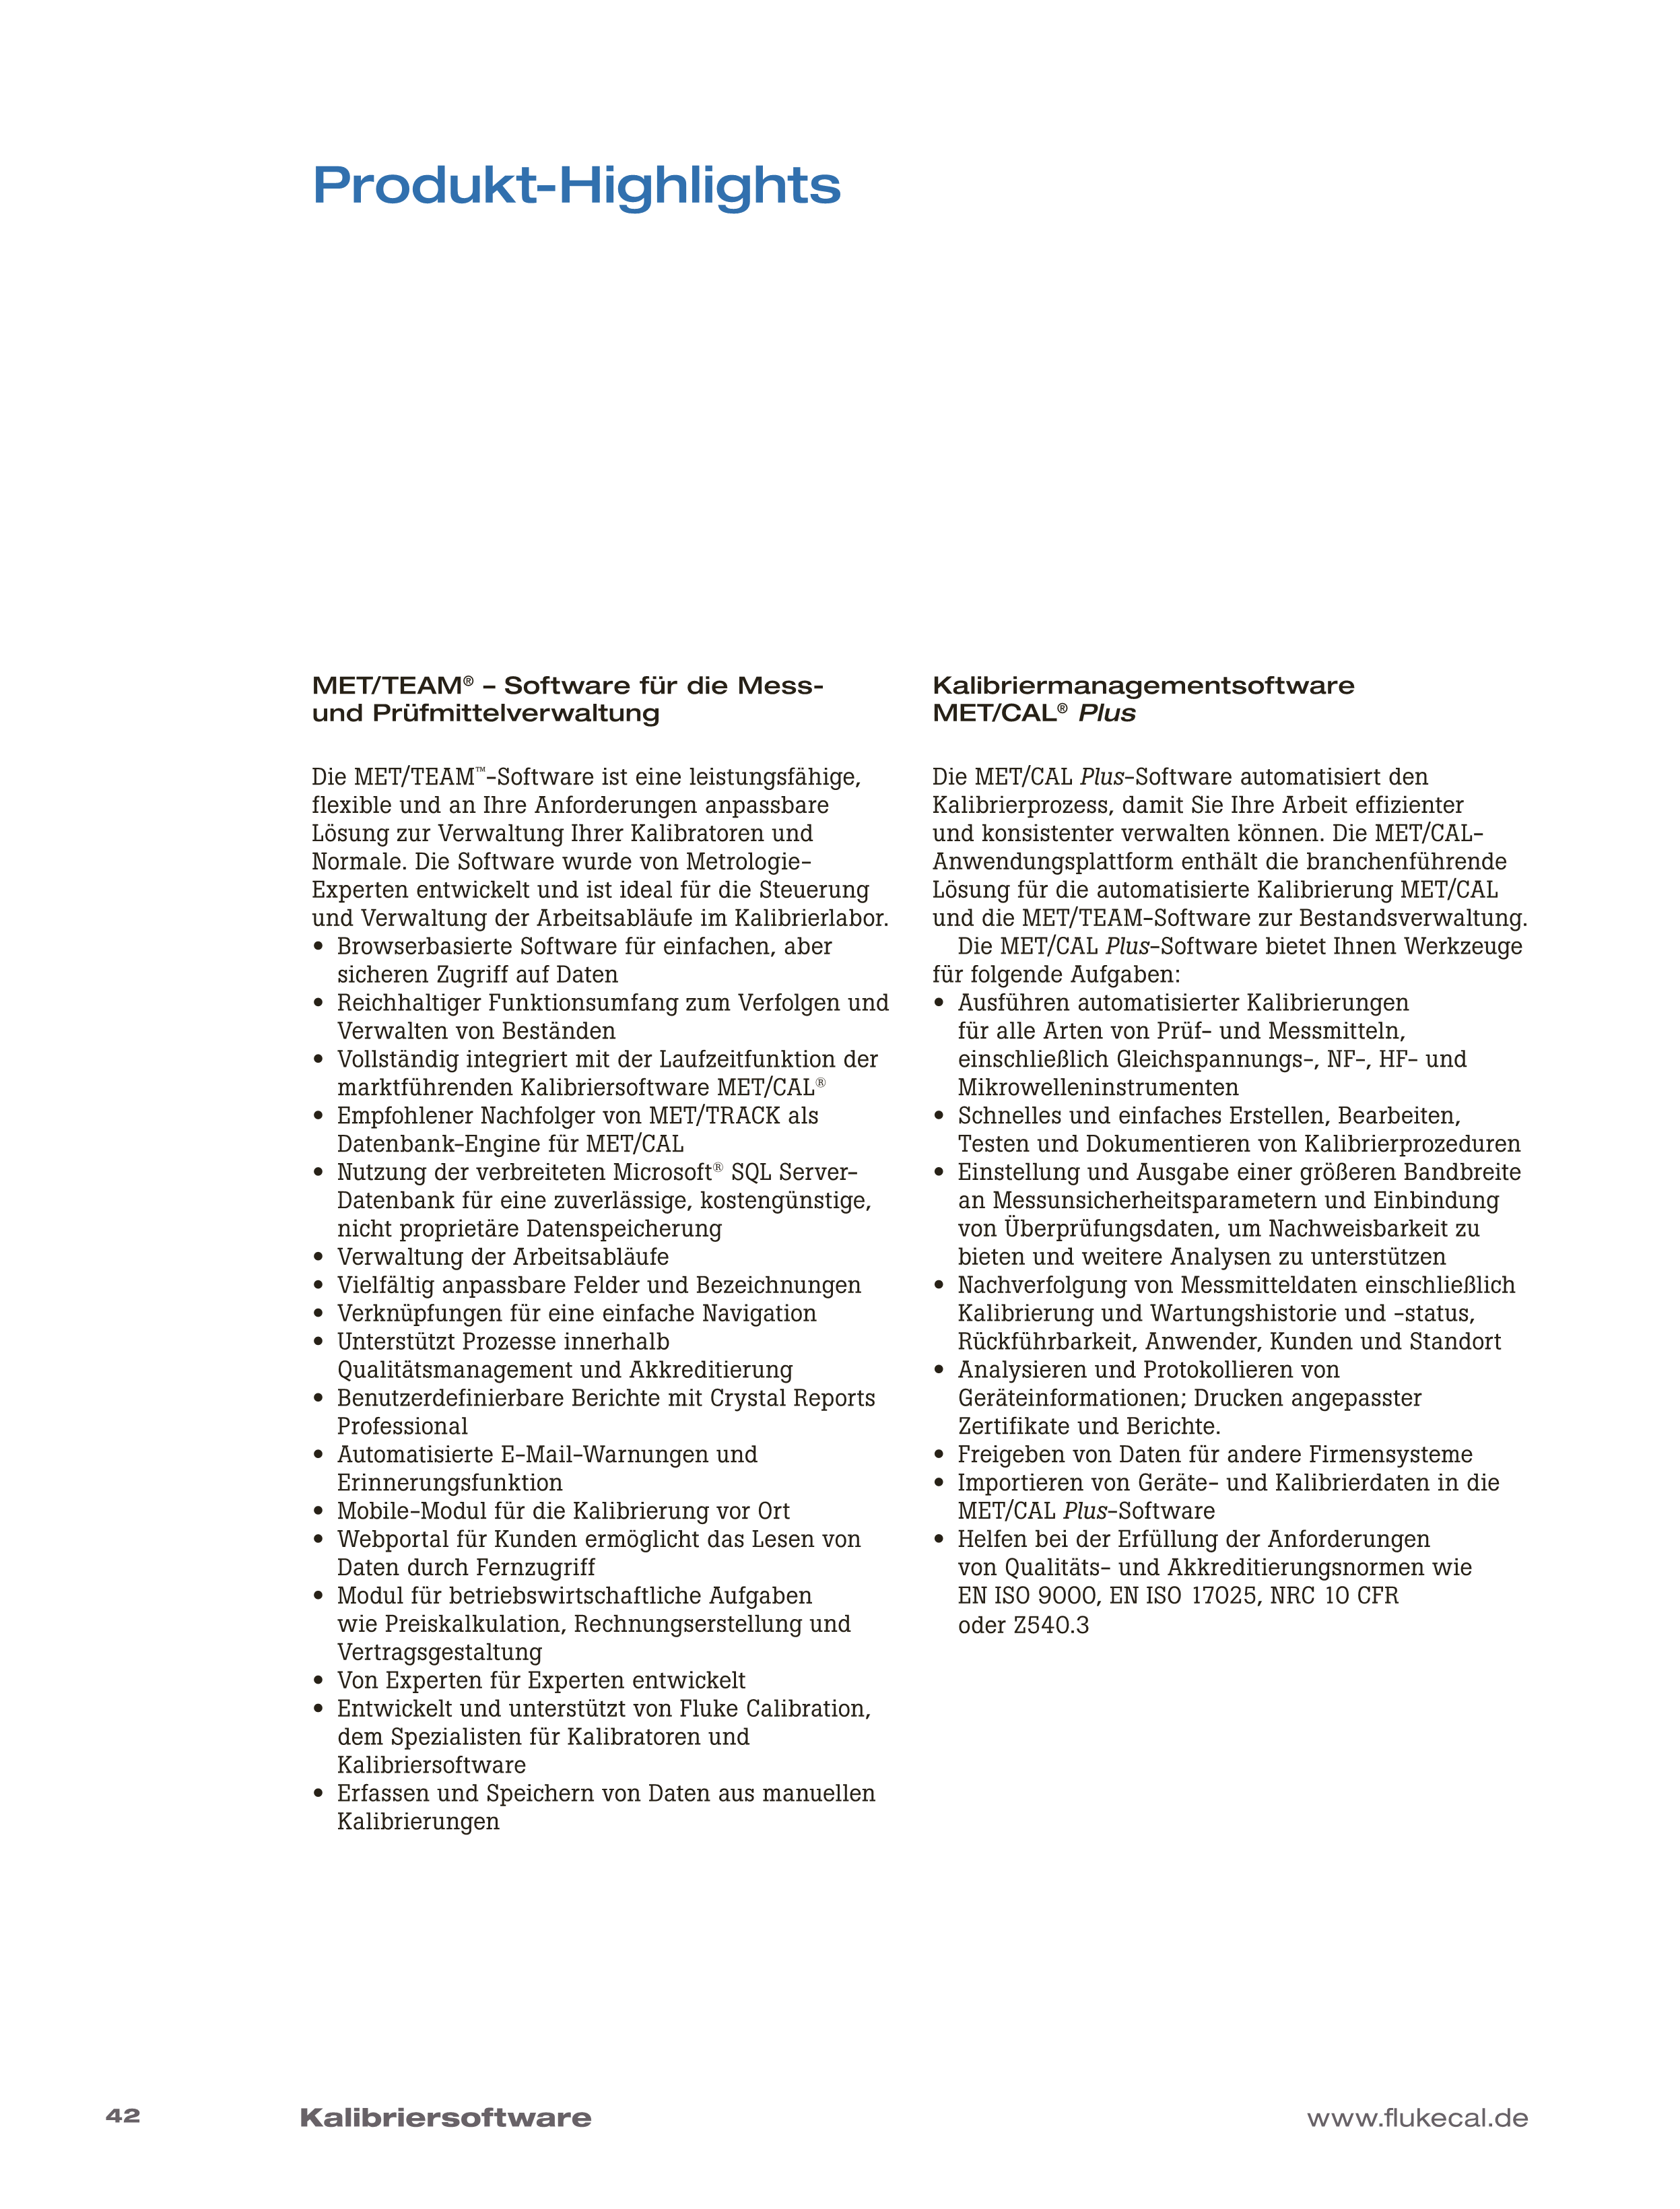 Produkt-Highlights
MET/TEAM® – Software für die Mess-
und Prüfmittelverwaltung
Die MET/TEAM™-Software ist eine leistungsfähige,
flexible und an Ihre Anforderungen anpassbare
Lösung zur Verwaltung Ihrer Kalibratoren und
Normale. Die Software wurde von Metrologie-
Experten entwickelt und ist ideal für die Steuerung
und Verwaltung der Arbeitsabläufe im Kalibrierlabor.
• Browserbasierte Software für einfachen, aber
sicheren Zugriff auf Daten
• Reichhaltiger Funktionsumfang zum Verfolgen und
Verwalten von Beständen
• Vollständig integriert mit der Laufzeitfunktion der
marktführenden Kalibriersoftware MET/CAL®
• Empfohlener Nachfolger von MET/TRACK als
Datenbank-Engine für MET/CAL
• Nutzung der verbreiteten Microsoft® SQL Server-
Datenbank für eine zuverlässige, kostengünstige,
nicht proprietäre Datenspeicherung
• Verwaltung der Arbeitsabläufe
• Vielfältig anpassbare Felder und Bezeichnungen
• Verknüpfungen für eine einfache Navigation
• Unterstützt Prozesse innerhalb
Qualitätsmanagement und Akkreditierung
• Benutzerdefinierbare Berichte mit Crystal Reports
Professional
• Automatisierte E-Mail-Warnungen und
Erinnerungsfunktion
• Mobile-Modul für die Kalibrierung vor Ort
• Webportal für Kunden ermöglicht das Lesen von
Daten durch Fernzugriff
• Modul für betriebswirtschaftliche Aufgaben
wie Preiskalkulation, Rechnungserstellung und
Vertragsgestaltung
• Von Experten für Experten entwickelt
• Entwickelt und unterstützt von Fluke Calibration,
dem Spezialisten für Kalibratoren und
Kalibriersoftware
• Erfassen und Speichern von Daten aus manuellen
Kalibrierungen
Kalibriermanagementsoftware
MET/CAL® Plus
Die MET/CAL Plus-Software automatisiert den
Kalibrierprozess, damit Sie Ihre Arbeit effizienter
und konsistenter verwalten können. Die MET/CAL-
Anwendungsplattform enthält die branchenführende
Lösung für die automatisierte Kalibrierung MET/CAL
und die MET/TEAM-Software zur Bestandsverwaltung.
Die MET/CAL Plus-Software bietet Ihnen Werkzeuge
für folgende Aufgaben:
• Ausführen automatisierter Kalibrierungen
für alle Arten von Prüf- und Messmitteln,
einschließlich Gleichspannungs-, NF-, HF- und
Mikrowelleninstrumenten
• Schnelles und einfaches Erstellen, Bearbeiten,
Testen und Dokumentieren von Kalibrierprozeduren
• Einstellung und Ausgabe einer größeren Bandbreite
an Messunsicherheitsparametern und Einbindung
von Überprüfungsdaten, um Nachweisbarkeit zu
bieten und weitere Analysen zu unterstützen
• Nachverfolgung von Messmitteldaten einschließlich
Kalibrierung und Wartungshistorie und -status,
Rückführbarkeit, Anwender, Kunden und Standort
• Analysieren und Protokollieren von
Geräteinformationen; Drucken angepasster
Zertifikate und Berichte.
• Freigeben von Daten für andere Firmensysteme
• Importieren von Geräte- und Kalibrierdaten in die
MET/CAL Plus-Software
• Helfen bei der Erfüllung der Anforderungen
von Qualitäts- und Akkreditierungsnormen wie
EN ISO 9000, EN ISO 17025, NRC 10 CFR
oder Z540.3
42 Kalibriersoftware www.flukecal.de